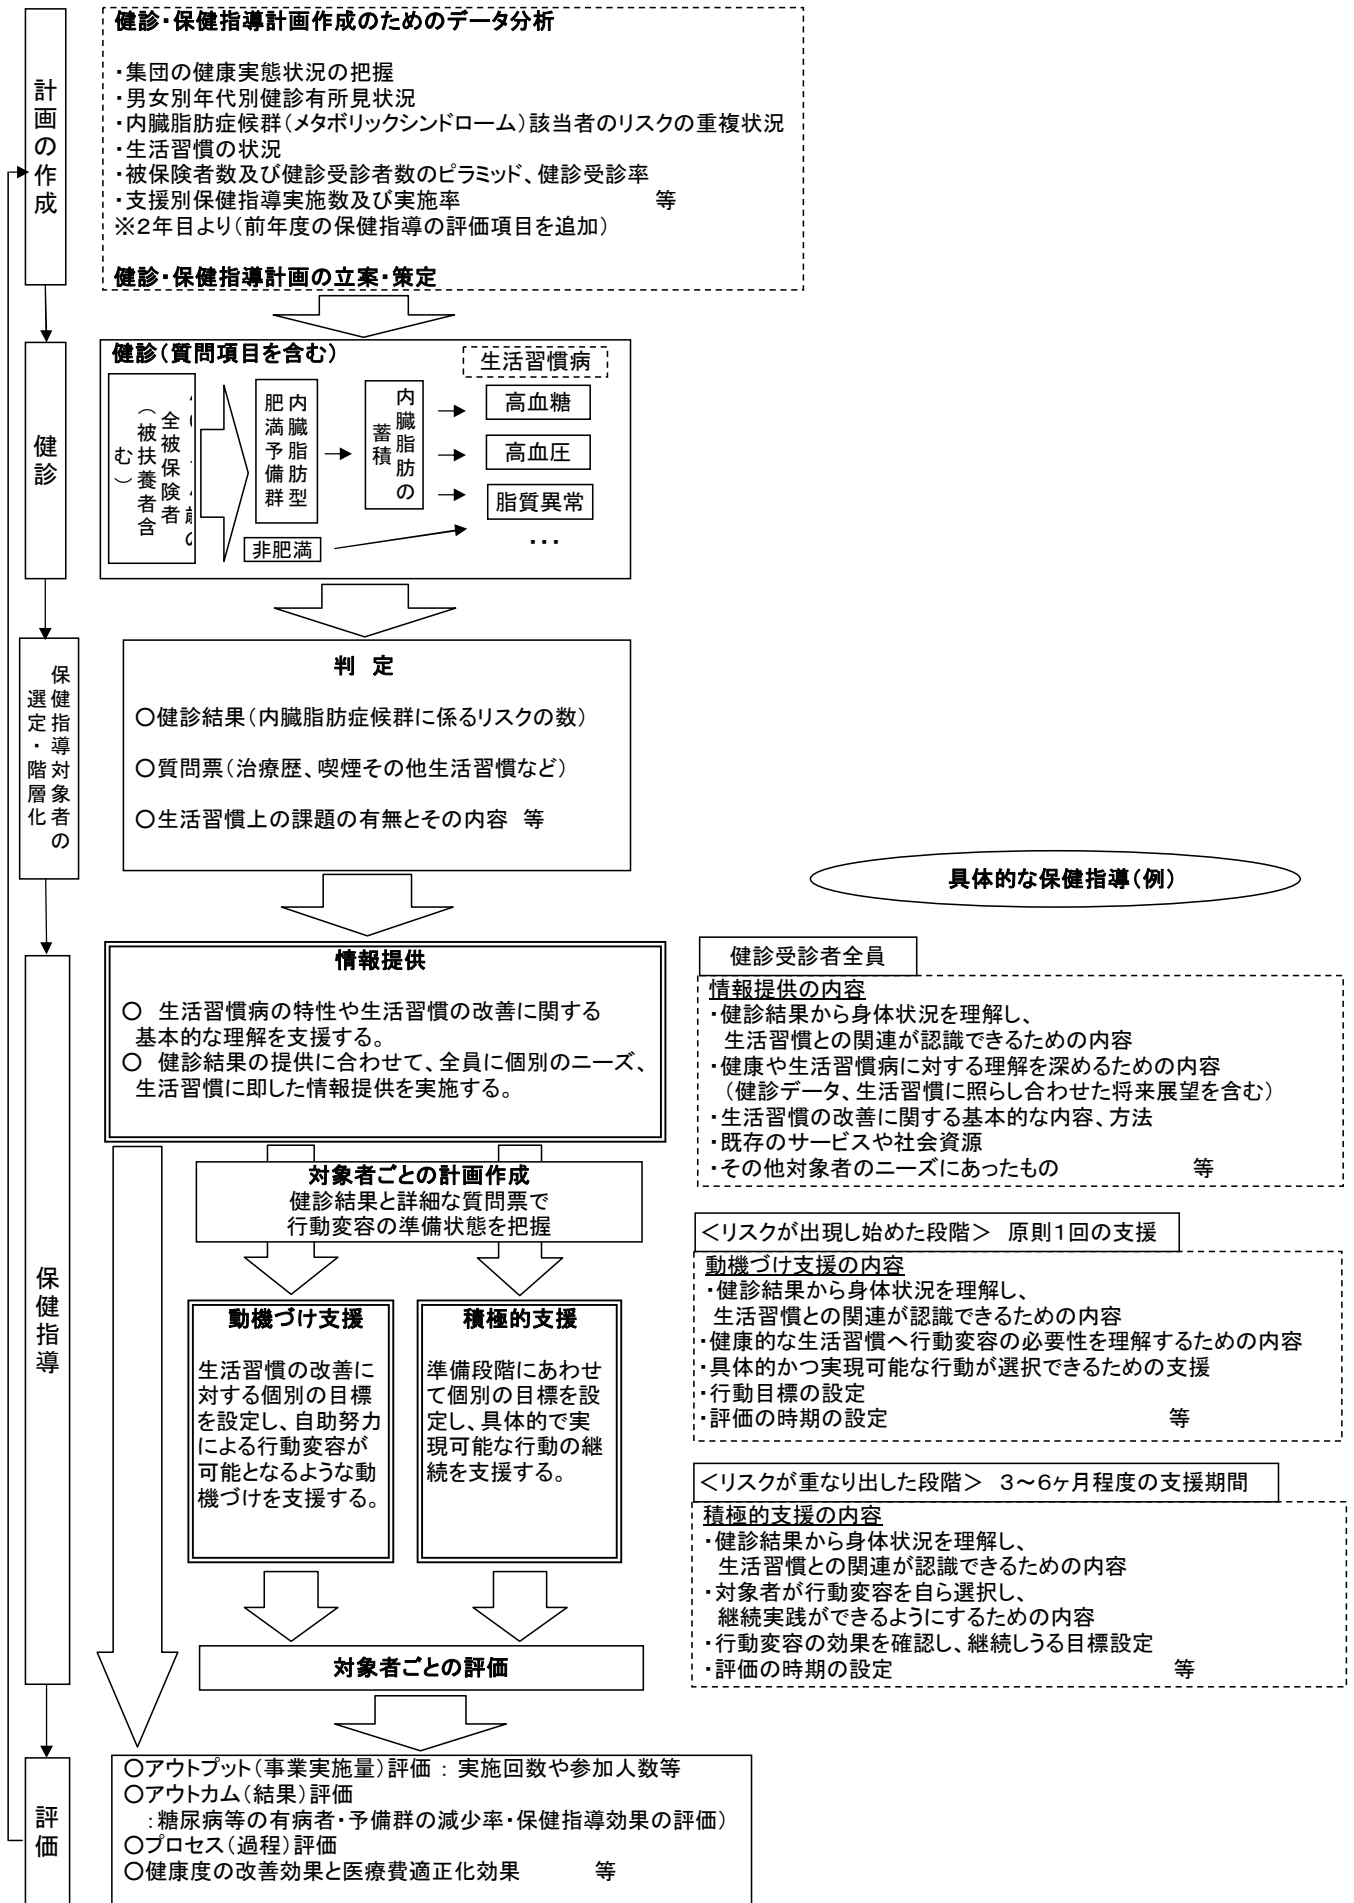 計画の作成
健診・保健指導計画作成のためのデータ分析
・集団の健康実態状況の把握
・男女別年代別健診有所見状況
・内臓脂肪症候群(メタボリックシンドローム)該当者のリスクの重複状況
・生活習慣の状況
・被保険者数及び健診受診者数のピラミッド、健診受診率
・支援別保健指導実施数及び実施率 等
※2年目より(前年度の保健指導の評価項目を追加)
健診・保健指導計画の立案・策定
健診
健診(質問項目を含む)
全被保険者
(被扶養者含
む)
内臓脂肪型
肥満予備群
内臓脂肪の
蓄積
生活習慣病
高血糖
高血圧
脂質異常
・・・
非肥満
保健指導対象者の
選定・階層化
判 定
○健診結果(内臓脂肪症候群に係るリスクの数)
○質問票(治療歴、喫煙その他生活習慣など)
○生活習慣上の課題の有無とその内容 等
具体的な保健指導(例)
保健指導
情報提供
○ 生活習慣病の特性や生活習慣の改善に関する
基本的な理解を支援する。
○ 健診結果の提供に合わせて、全員に個別のニーズ、
生活習慣に即した情報提供を実施する。
健診受診者全員
情報提供の内容
・健診結果から身体状況を理解し、
生活習慣との関連が認識できるための内容
・健康や生活習慣病に対する理解を深めるための内容
(健診データ、生活習慣に照らし合わせた将来展望を含む)
・生活習慣の改善に関する基本的な内容、方法
・既存のサービスや社会資源
・その他対象者のニーズにあったもの 等
対象者ごとの計画作成
健診結果と詳細な質問票で
行動変容の準備状態を把握
動機づけ支援
生活習慣の改善に
対する個別の目標
を設定し、自助努力
による行動変容が
可能となるような動
機づけを支援する。
積極的支援
準備段階にあわせ
て個別の目標を設
定し、具体的で実
現可能な行動の継
続を支援する。
<リスクが出現し始めた段階> 原則1回の支援
動機づけ支援の内容
・健診結果から身体状況を理解し、
生活習慣との関連が認識できるための内容
・健康的な生活習慣へ行動変容の必要性を理解するための内容
・具体的かつ実現可能な行動が選択できるための支援
・行動目標の設定
・評価の時期の設定 等
<リスクが重なり出した段階> 3~6ヶ月程度の支援期間
積極的支援の内容
・健診結果から身体状況を理解し、
生活習慣との関連が認識できるための内容
・対象者が行動変容を自ら選択し、
継続実践ができるようにするための内容
・行動変容の効果を確認し、継続しうる目標設定
・評価の時期の設定 等
対象者ごとの評価
評価
○アウトプット(事業実施量)評価 : 実施回数や参加人数等
○アウトカム(結果)評価
:糖尿病等の有病者・予備群の減少率・保健指導効果の評価)
○プロセス(過程)評価
○健康度の改善効果と医療費適正化効果 等